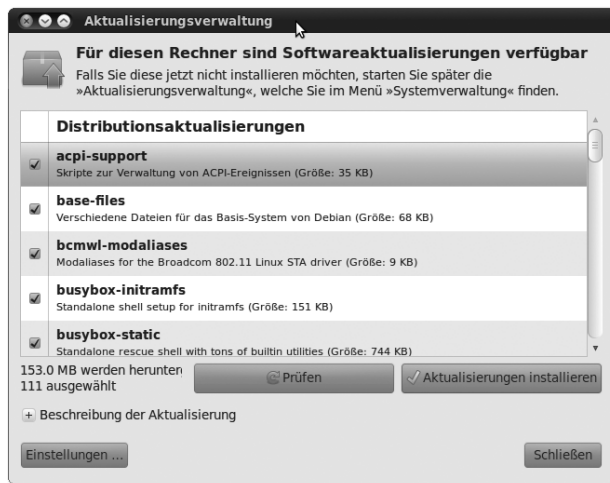 Aktualisierungsverwaltung
Für diesen Rechner sind Softwareaktualisierungen verfügbar
Falls Sie diese jetzt nicht installieren möchten, starten Sie später die
»Aktualisierungsverwaltung«, welche Sie im Menü »Systemverwaltung« finden.
Distributionsaktualisierungen
acpi-support
Skripte zur Verwaltung von ACPI-Ereignissen (Größe: 35 KB)
base-files
Verschiedene Dateien für das Basis-System von Debian (Größe: 68 KB)
bcmwl-modaliases
Modaliases for the Broadcom 802.11 Linux STA driver (Größe: 9 KB)
busybox-initramfs
Standalone shell setup for initramfs (Größe: 151 KB)
busybox-static
Standalone rescue shell with tons of builtin utilities (Größe: 744 KB)
153.0 MB werden herunter
111 ausgewählt
Prüfen
Aktualisierungen installieren
Beschreibung der Aktualisierung
Einstellungen ...
Schließen